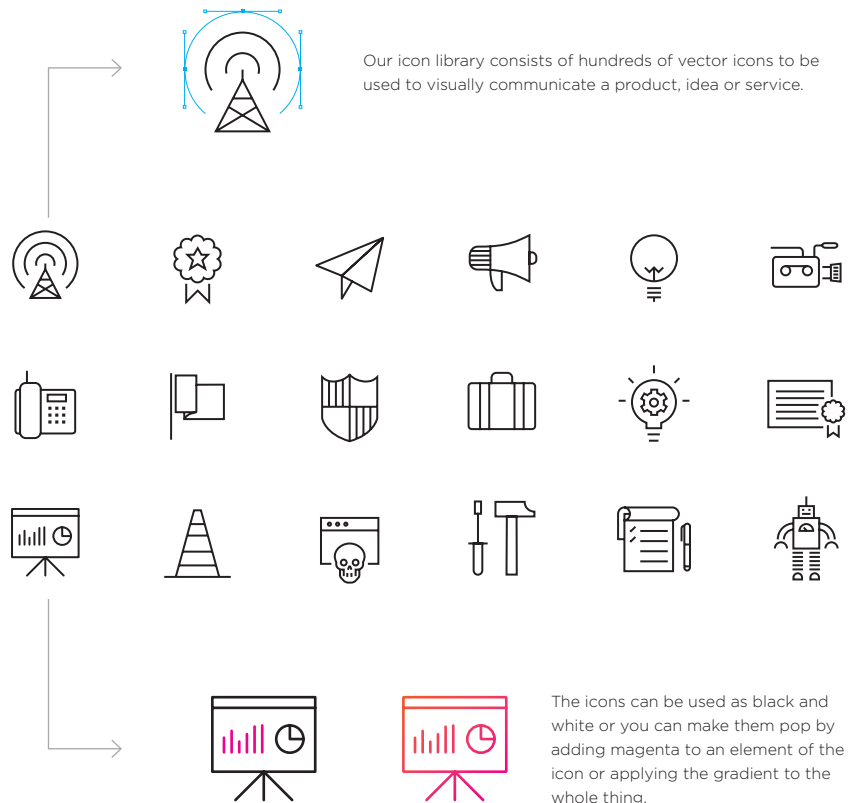 Our icon library consists of hundreds of vector icons to be
used to visually communicate a product, idea or service.
The icons can be used as black and
white or you can make them pop by
adding magenta to an element of the
icon or applying the gradient to the
whole thing.